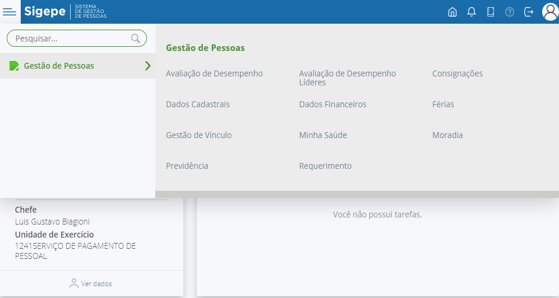 Sigepe
SISTEMA
DE GESTÃO
DE PESSOAS
Pesquisar...
Gestão de Pessoas
Gestão de Pessoas
Avaliação de Desempenho
Avaliação de Desempenho
Líderes
Consignações
Dados Cadastrais
Dados Financeiros
Férias
Gestão de Vínculo
Minha Saúde
Moradia
Previdência
Requerimento
Chefe
Luis Gustavo Biagioni
Unidade de Exercício
1241SERVIÇO DE PAGAMENTO DE
PESSOAL
Ver dados
Você não possui tarefas.